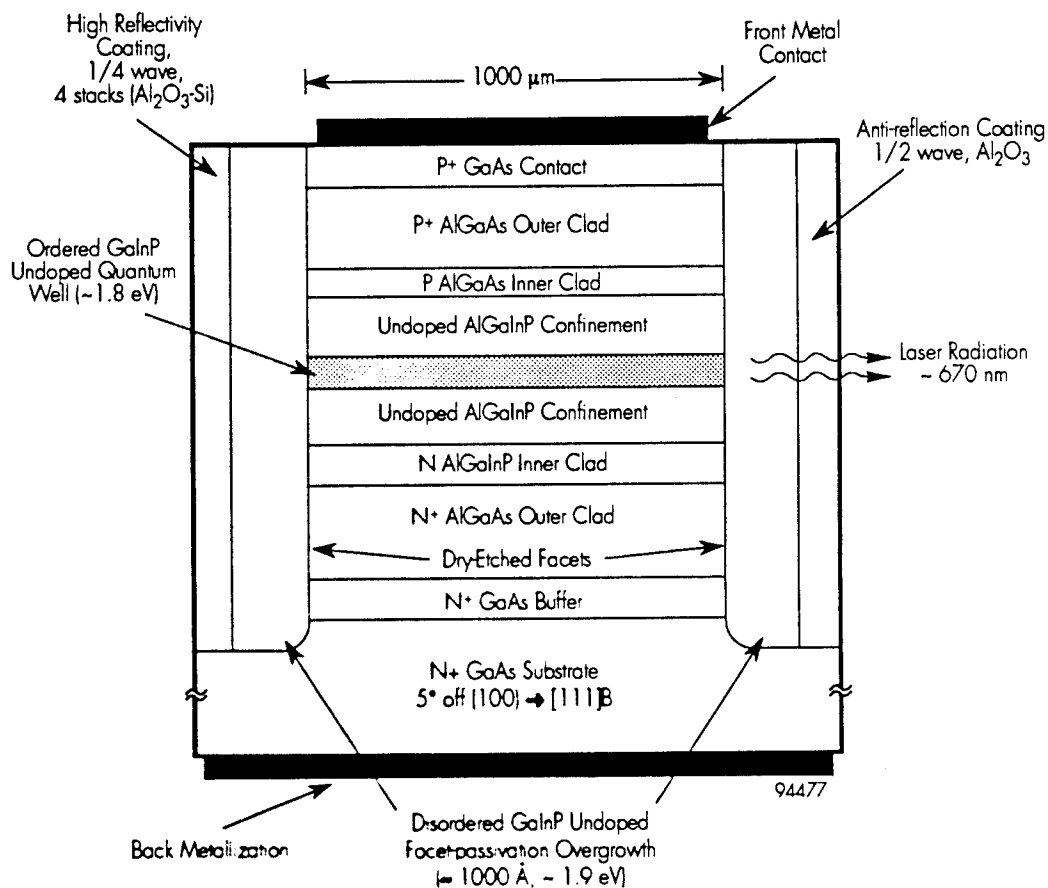 High Reflectivity
Coating,
1/4 wave,
4 stacks (Al₂O₃-Si)
1000 µm
Front Metal
Contact
Anti-reflection Coating
1/2 wave, Al₂O₃
P+ GaAs Contact
P+ AlGaAs Outer Clad
Ordered GaInP
Undoped Quantum
Well (~1.8 eV)
P AlGaAs Inner Clad
Undoped AlGaInP Confinement
Laser Radiation
~ 670 nm
Undoped AlGaInP Confinement
N AlGaInP Inner Clad
N+ AlGaAs Outer Clad
Dry-Etched Facets
N+ GaAs Buffer
N+ GaAs Substrate
5° off (100) → [111]B
94477
Back Metalization
Disordered GaInP Undoped
Facet-passivation Overgrowth
(≈ 1000 Å, ~ 1.9 eV)